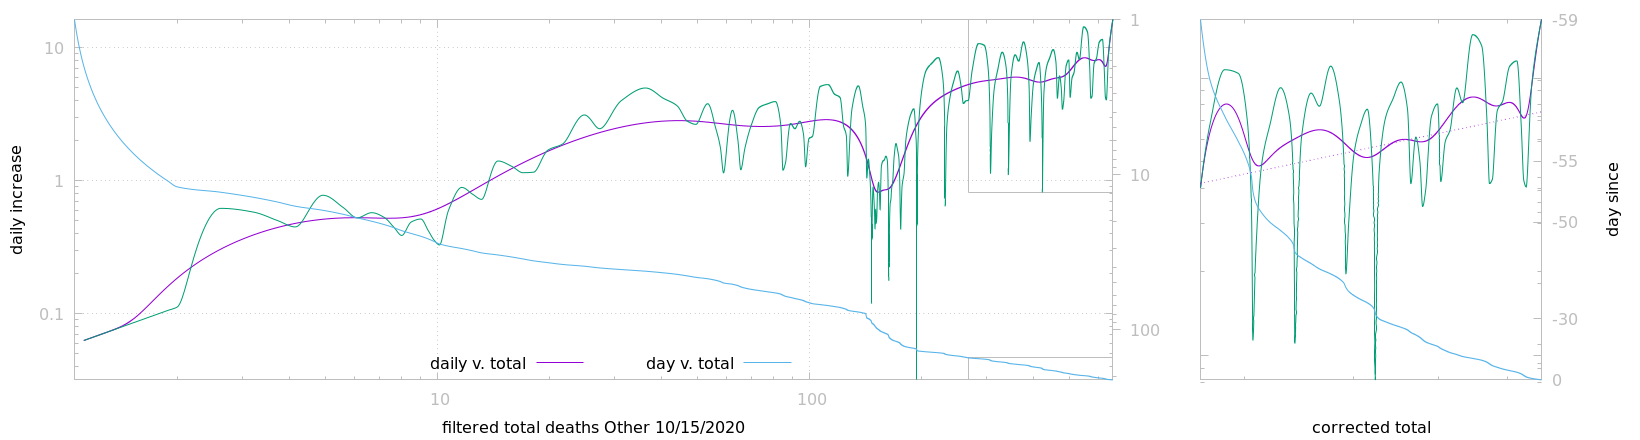 10
1
0.1
daily increase
daily v. total
day v. total
10
100
filtered total deaths Other 10/15/2020
1
10
100
-59
-55
-50
-30
0
day since
corrected total